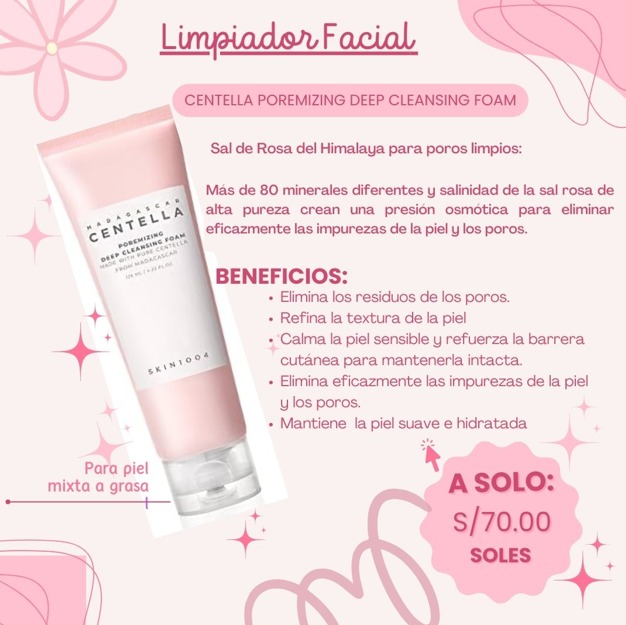 Limpiador Facial
CENTELLA POREMIZING DEEP CLEANSING FOAM
Sal de Rosa del Himalaya para poros limpios:
Más de 80 minerales diferentes y salinidad de la sal rosa de
alta pureza crean una presión osmótica para eliminar
eficazmente las impurezas de la piel y los poros.
MADAGASCAR
CENTELLA
POREMIZING
DEEP CLEANSING FOAM
MADE WITH PURE CENTELLA
FROM MADAGASCAR
SKIN1004
BENEFICIOS:
• Elimina los residuos de los poros.
• Refina la textura de la piel
• Calma la piel sensible y refuerza la barrera
cutánea para mantenerla intacta.
• Elimina eficazmente las impurezas de la piel
y los poros.
• Mantiene la piel suave e hidratada
Para piel
mixta a grasa
A SOLO:
S/70.00
SOLES